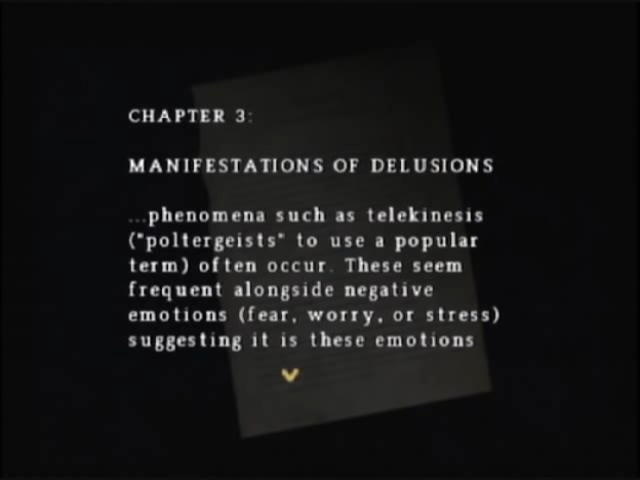 CHAPTER 3:
MANIFESTATIONS OF DELUSIONS
...phenomena such as telekinesis
("poltergeists" to use a popular
term) often occur. These seem
frequent alongside negative
emotions (fear, worry, or stress)
suggesting it is these emotions